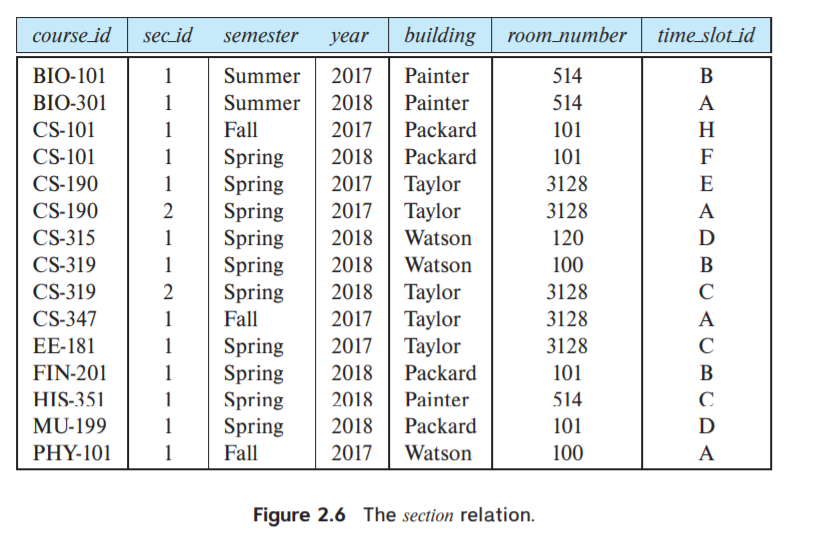 course_id sec_id semester year building room_number time_slot_id
BIO-101 1 Summer 2017 Painter 514 B
BIO-301 1 Summer 2018 Painter 514 A
CS-101 1 Fall 2017 Packard 101 H
CS-101 1 Spring 2018 Packard 101 F
CS-190 1 Spring 2017 Taylor 3128 E
CS-190 2 Spring 2017 Taylor 3128 A
CS-315 1 Spring 2018 Watson 120 D
CS-319 1 Spring 2018 Watson 100 B
CS-319 2 Spring 2018 Taylor 3128 C
CS-347 1 Fall 2017 Taylor 3128 A
EE-181 1 Spring 2017 Taylor 3128 C
FIN-201 1 Spring 2018 Packard 101 B
HIS-351 1 Spring 2018 Painter 514 C
MU-199 1 Spring 2018 Packard 101 D
PHY-101 1 Fall 2017 Watson 100 A
Figure 2.6 The section relation.